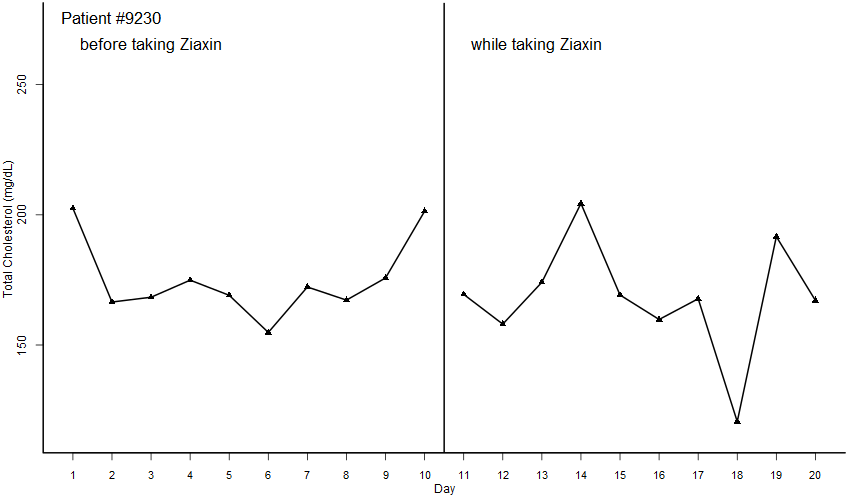 Patient #9230
before taking Ziaxin
while taking Ziaxin
Total Cholesterol (mg/dL)
250
200
150
1 2 3 4 5 6 7 8 9 10 11 12 13 14 15 16 17 18 19 20
Day